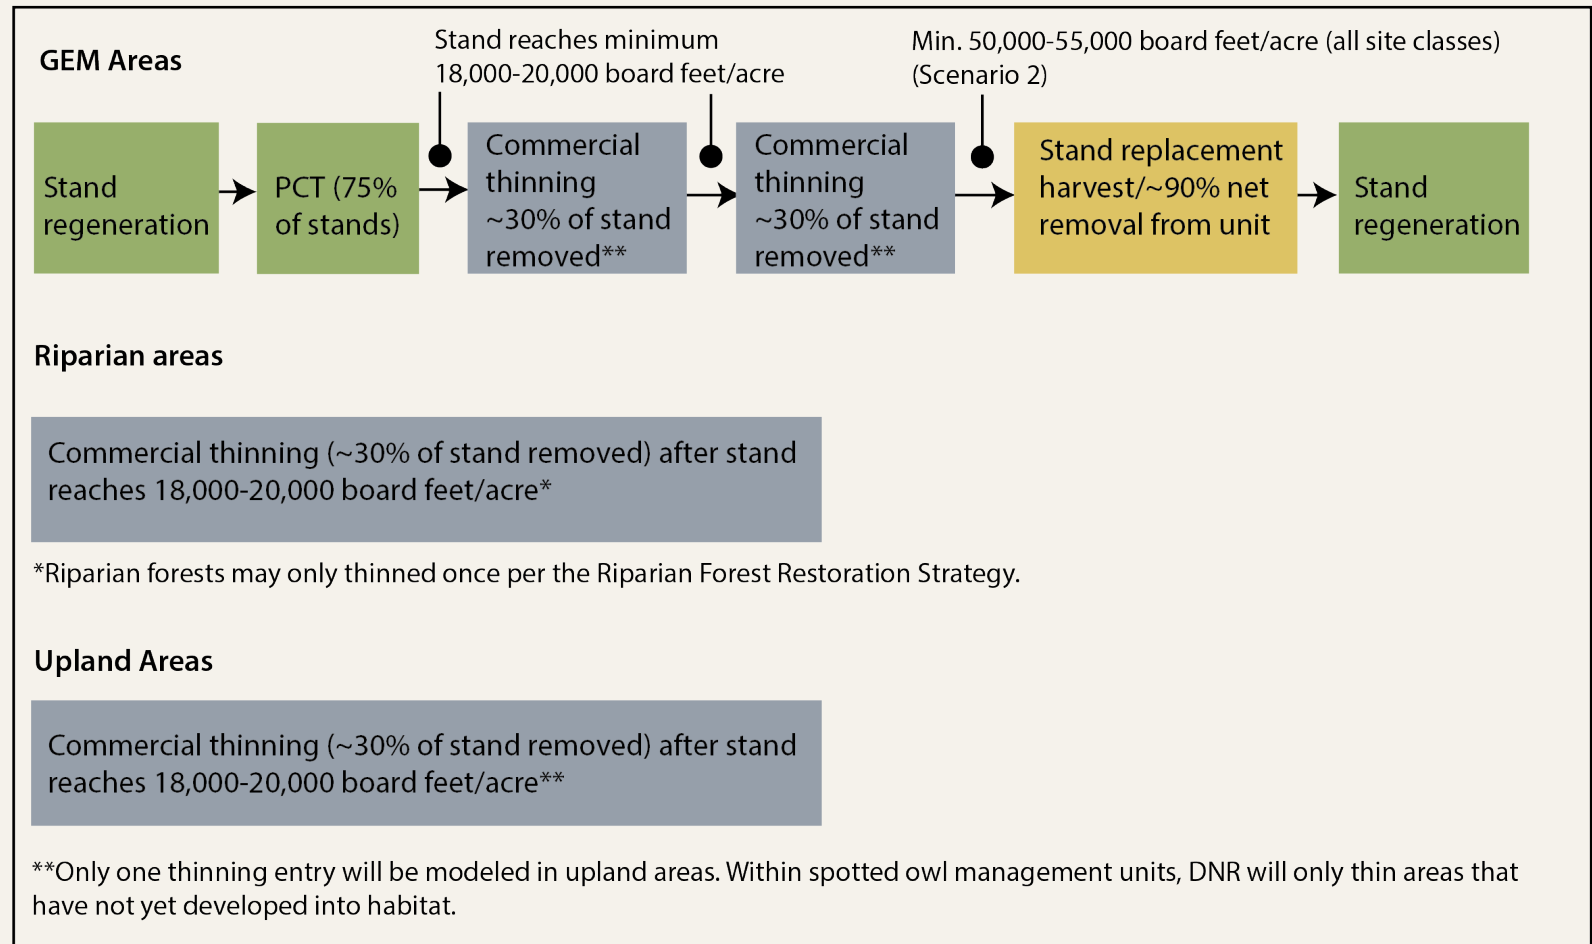 GEM Areas
Stand reaches minimum
18,000-20,000 board feet/acre
Min. 50,000-55,000 board feet/acre (all site classes)
(Scenario 2)
Stand
regeneration
PCT (75%
of stands)
Commercial
thinning
~30% of stand
removed**
Commercial
thinning
~30% of stand
removed**
Stand replacement
harvest/~90% net
removal from unit
Stand
regeneration
Riparian areas
Commercial thinning (~30% of stand removed) after stand
reaches 18,000-20,000 board feet/acre*
*Riparian forests may only thinned once per the Riparian Forest Restoration Strategy.
Upland Areas
Commercial thinning (~30% of stand removed) after stand
reaches 18,000-20,000 board feet/acre**
**Only one thinning entry will be modeled in upland areas. Within spotted owl management units, DNR will only thin areas that
have not yet developed into habitat.